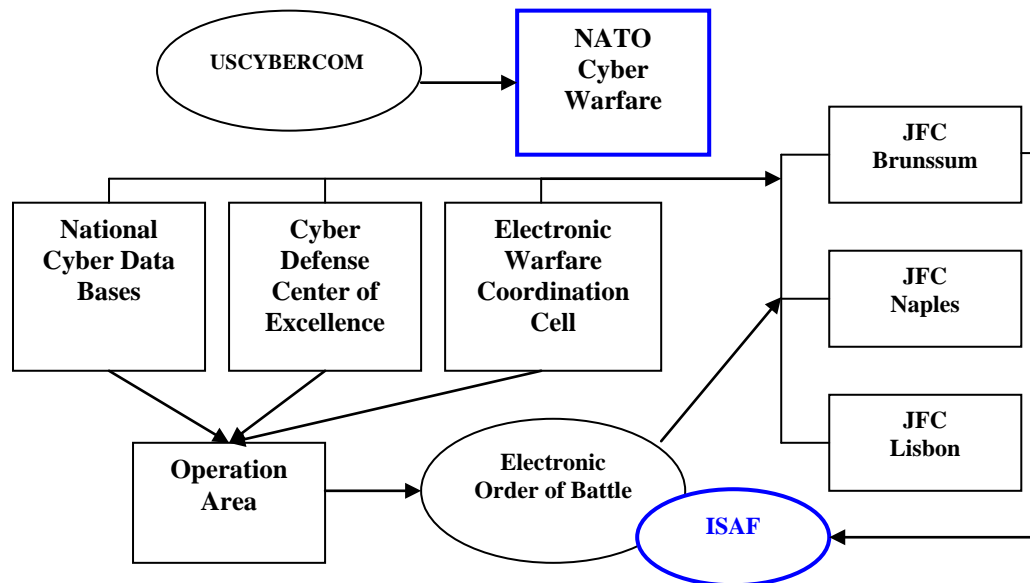 USCYBERCOM
NATO
Cyber
Warfare
JFC
Brunssum
National
Cyber Data
Bases
Cyber
Defense
Center of
Excellence
Electronic
Warfare
Coordination
Cell
JFC
Naples
JFC
Lisbon
Operation
Area
Electronic
Order of Battle
ISAF